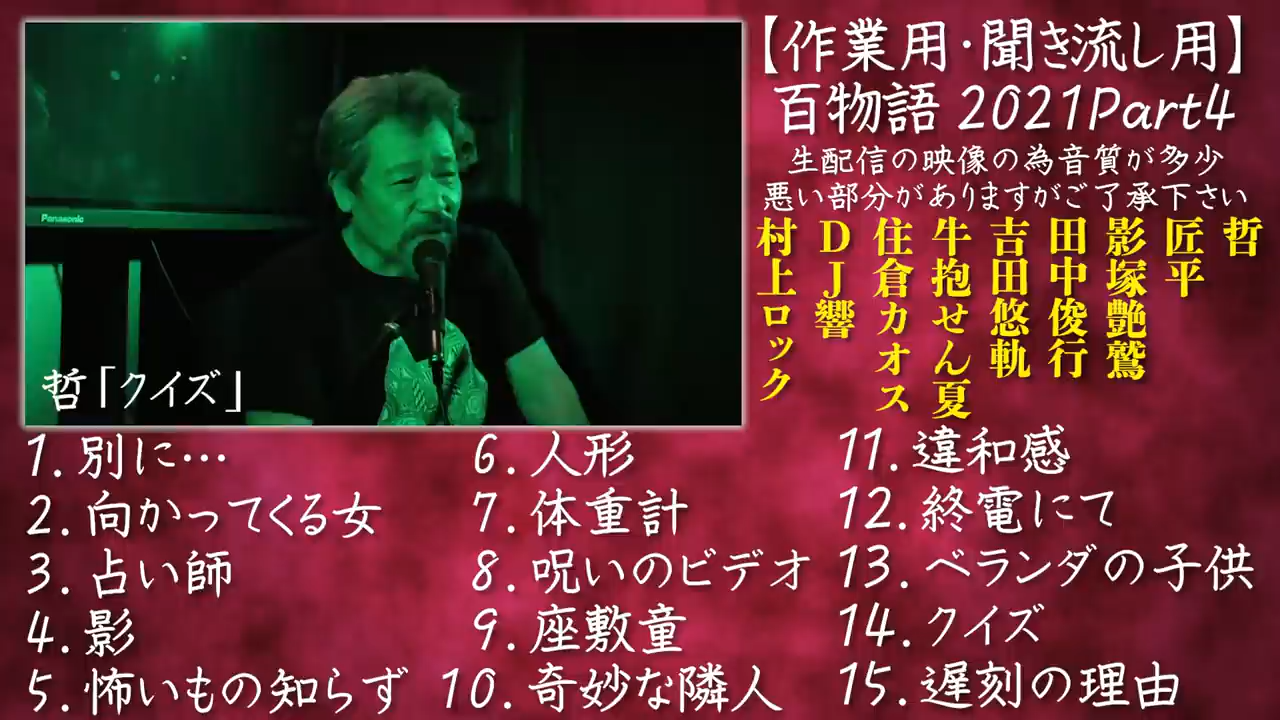 【作業用·聞き流し用】
百物語 2021Part4
生配信の映像の為音質が多少
悪い部分がありますがご了承下さい
哲
匠平
影塚艶鷲
田中俊行
吉田悠軌
牛抱せん夏
住倉カオス
DJ響
村上ロック
Panasonic
哲「クイズ」
1. 別に…
2. 向かってくる女
3. 占い師
4. 影
5. 怖いもの知らず
6. 人形
7. 体重計
8. 呪いのビデオ
9. 座敷童
10. 奇妙な隣人
11. 違和感
12. 終電にて
13. ベランダの子供
14. クイズ
15. 遅刻の理由